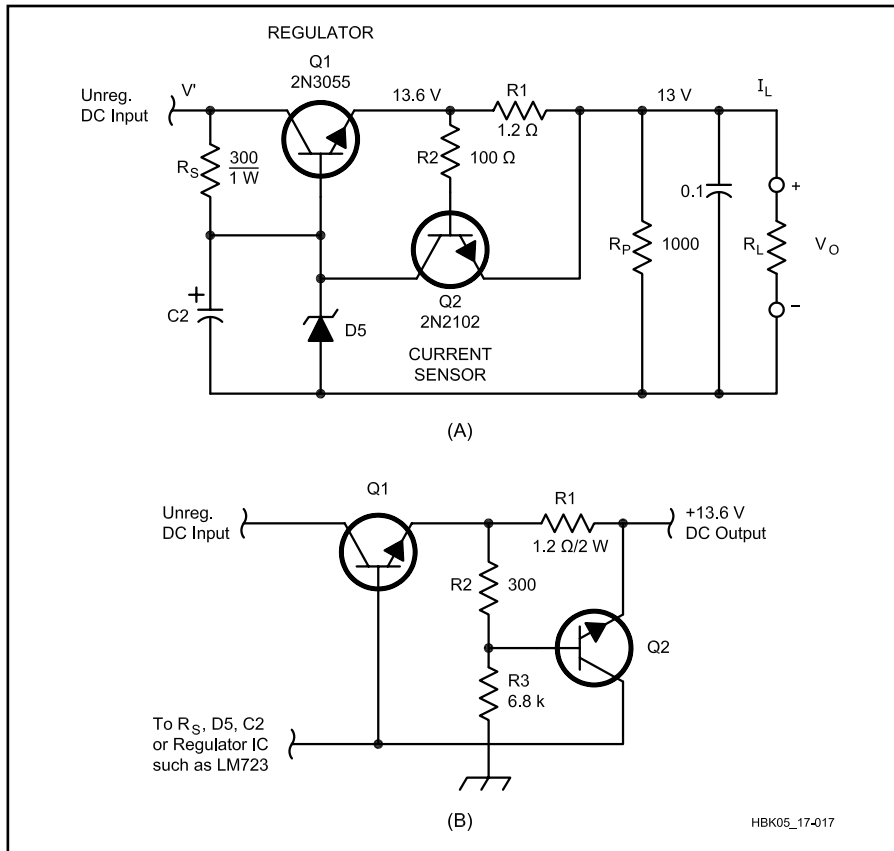 REGULATOR
Q1
2N3055
Unreg.
DC Input
V'
13.6 V
R1
1.2 Ω
13 V
I_L
R_S
300
1 W
R2
100 Ω
C2
+
D5
Q2
2N2102
CURRENT
SENSOR
R_P
1000
0.1
+
R_L
V_O
−
(A)
Unreg.
DC Input
Q1
R1
1.2 Ω/2 W
+13.6 V
DC Output
R2
300
Q2
R3
6.8 k
To R_S, D5, C2
or Regulator IC
such as LM723
(B)
HBK05_17-017